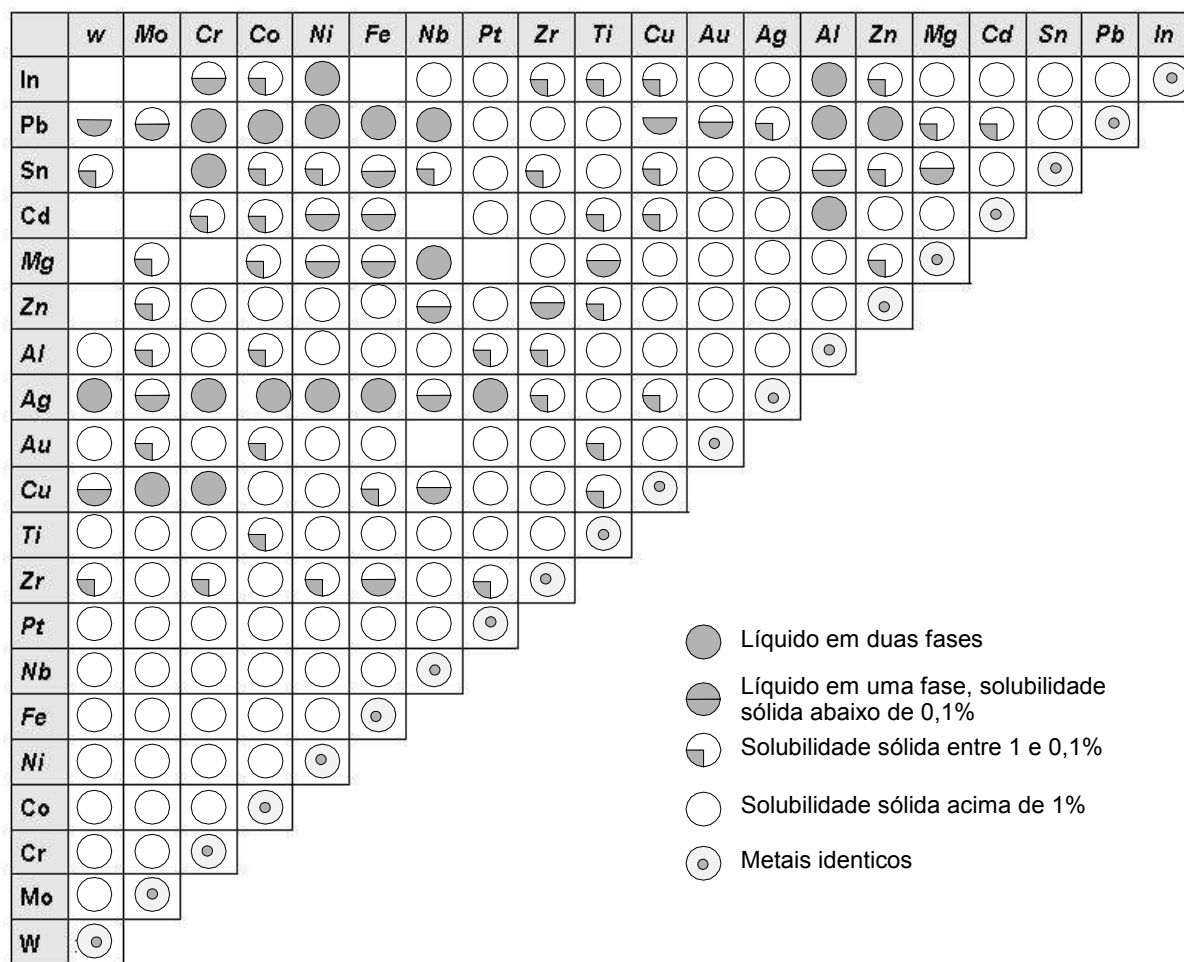 w Mo Cr Co Ni Fe Nb Pt Zr Ti Cu Au Ag Al Zn Mg Cd Sn Pb In
In
Pb
Sn
Cd
Mg
Zn
Al
Ag
Au
Cu
Ti
Zr
Pt
Líquido em duas fases
Nb
Líquido em uma fase, solubilidade
sólida abaixo de 0,1%
Fe
Ni
Solubilidade sólida entre 1 e 0,1%
Co
Solubilidade sólida acima de 1%
Cr
Metais identicos
Mo
W